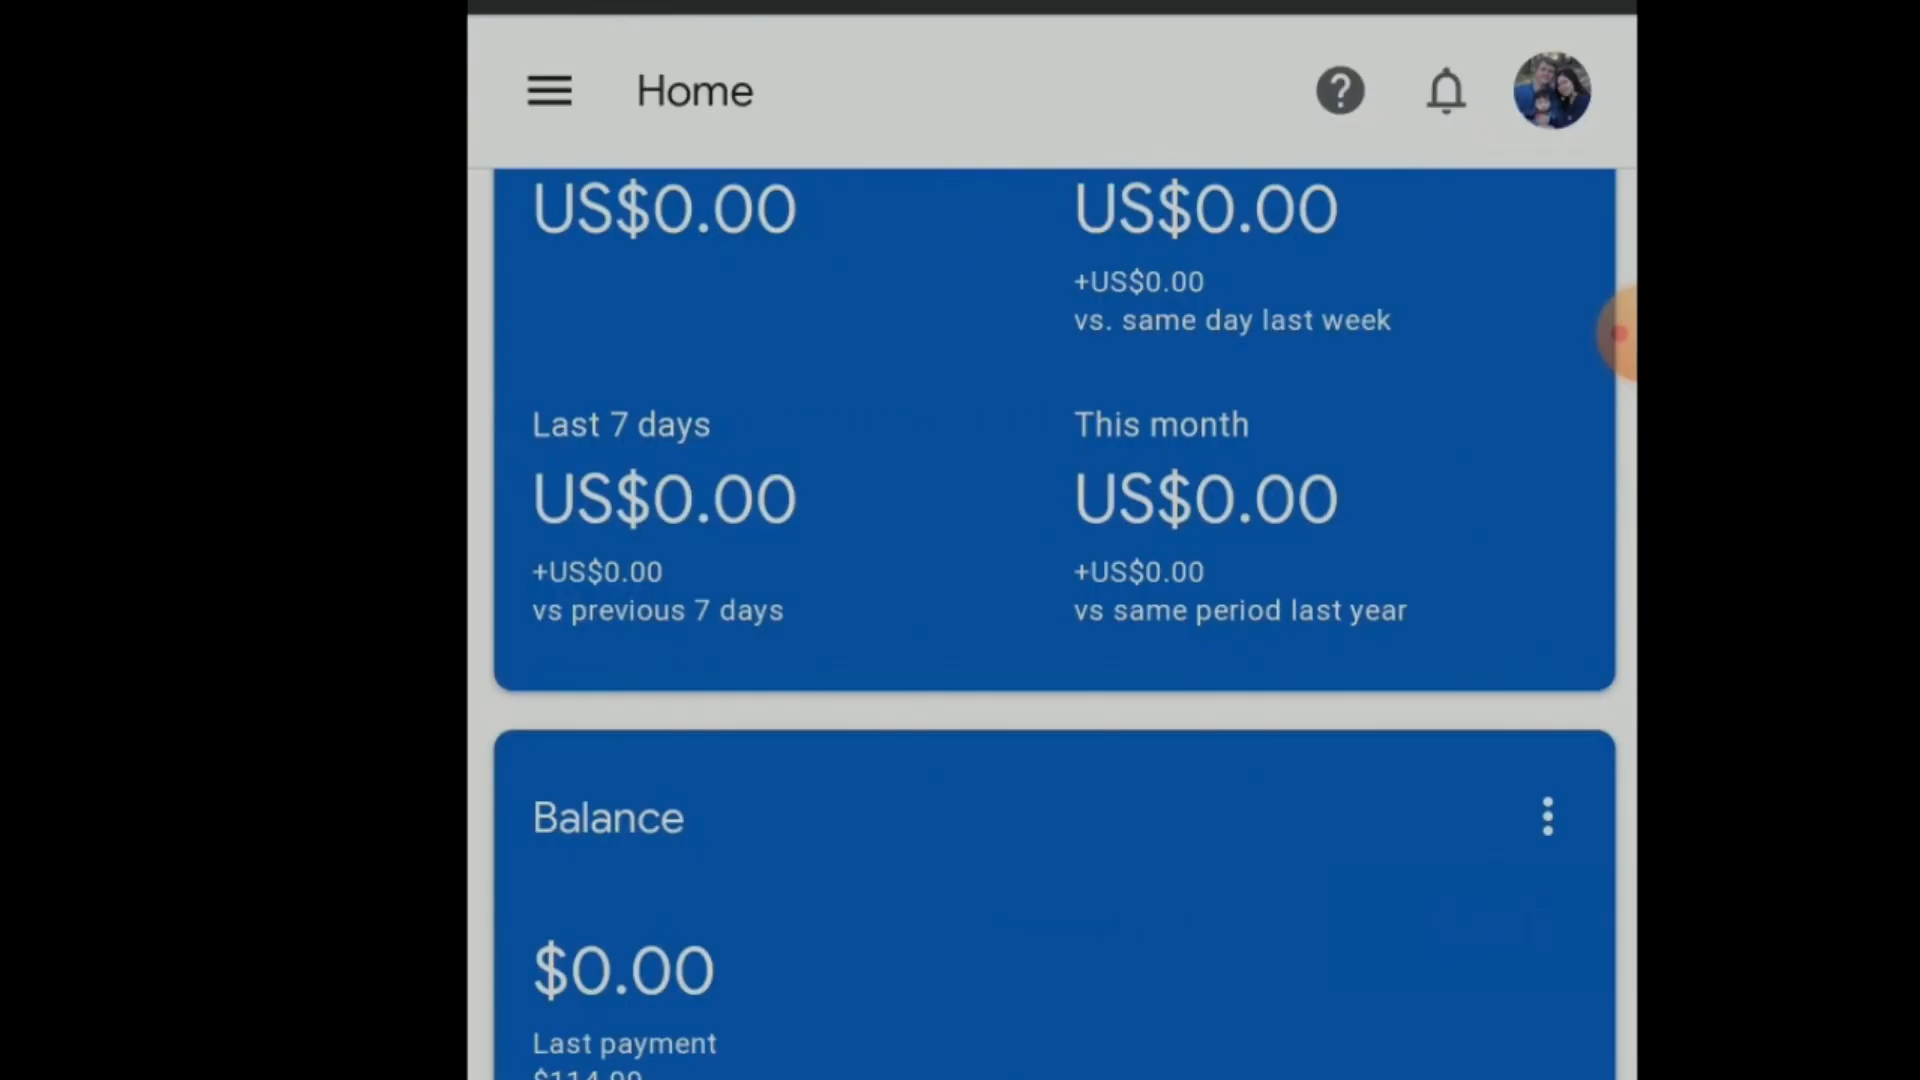 Home
US$0.00
US$0.00
+US$0.00
vs. same day last week
Last 7 days
This month
US$0.00
US$0.00
+US$0.00
+US$0.00
vs previous 7 days
vs same period last year
Balance
$0.00
Last payment